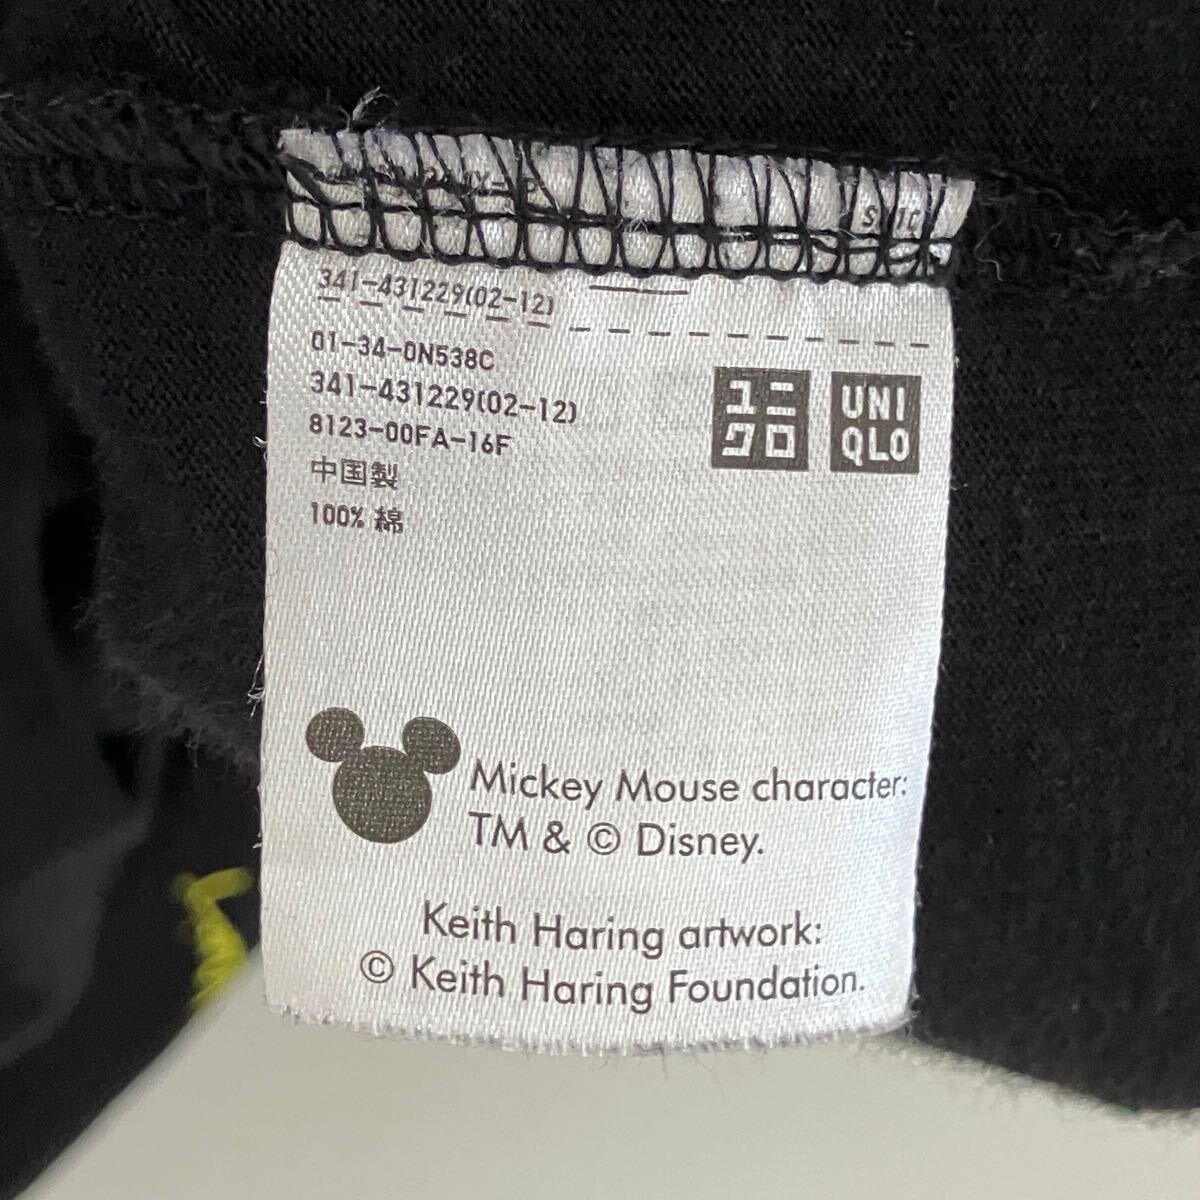 341-431229(02-12)
01-34-0N538C
341-431229(02-12)
8123-00FA-16F
中国製
100% 綿
ユニ
クロ
UNI
QLO
Mickey Mouse character:
TM & © Disney.
Keith Haring artwork:
© Keith Haring Foundation.